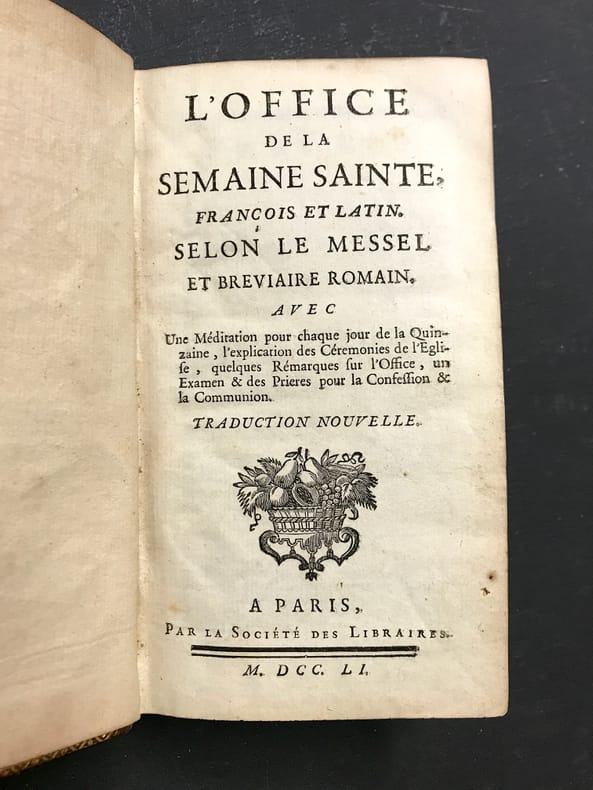 L'OFFICE
DE LA
SEMAINE SAINTE,
FRANCOIS ET LATIN.
SELON LE MESSEL
ET BREVIAIRE ROMAIN.
AVEC
Une Méditation pour chaque jour de la Quin-
zaine, l'explication des Céremonies de l'Egli-
se, quelques Rémarques sur l'Office, un
Examen & des Prieres pour la Confession &
la Communion.
TRADUCTION NOUVELLE.
A PARIS,
PAR LA SOCIÉTÉ DES LIBRAIRES.
M. DCC. LI.